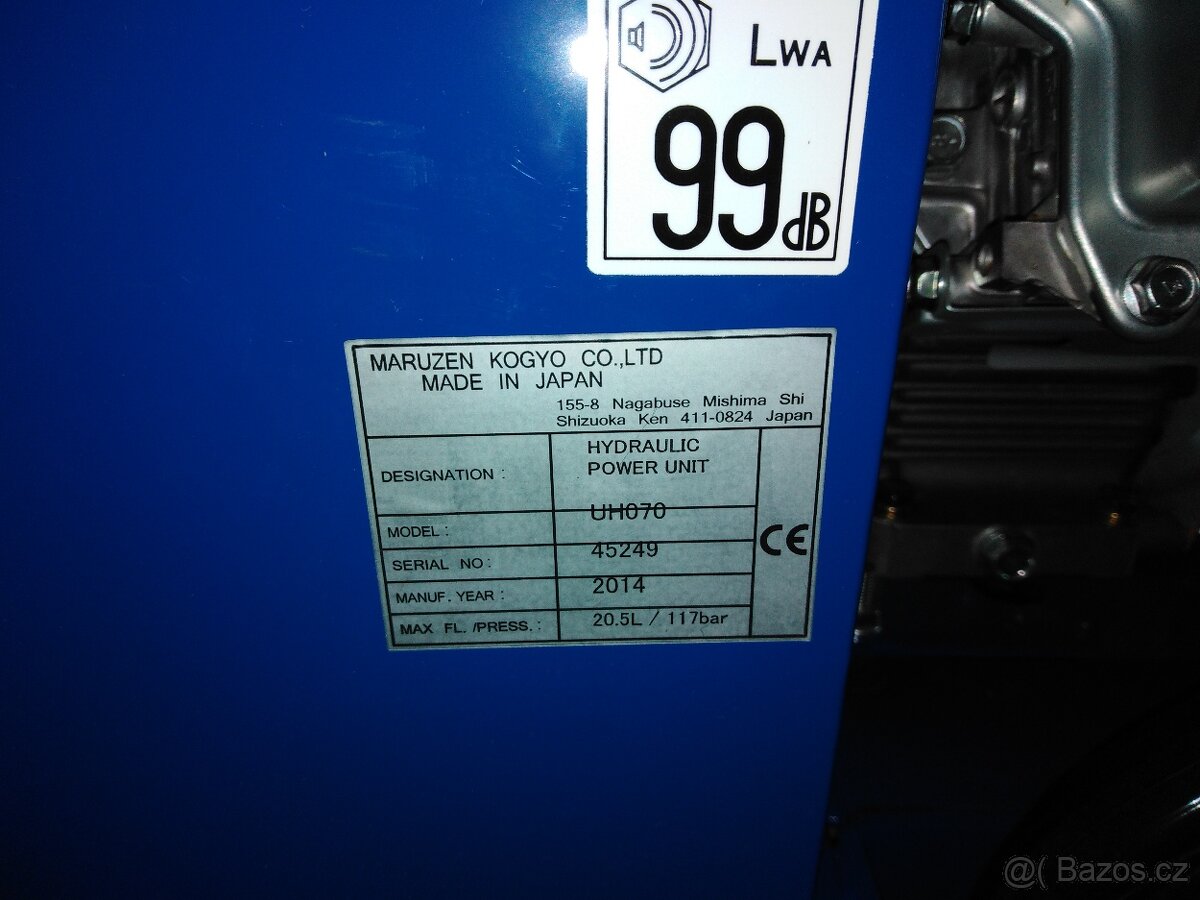 LWA
99 dB
MARUZEN KOGYO CO.,LTD
MADE IN JAPAN
155-8 Nagabuse Mishima Shi
Shizuoka Ken 411-0824 Japan
DESIGNATION : HYDRAULIC
POWER UNIT
MODEL : UH070
SERIAL NO : 45249
MANUF. YEAR : 2014
MAX FL. /PRESS. : 20.5L / 117bar
CE
@( Bazos.cz